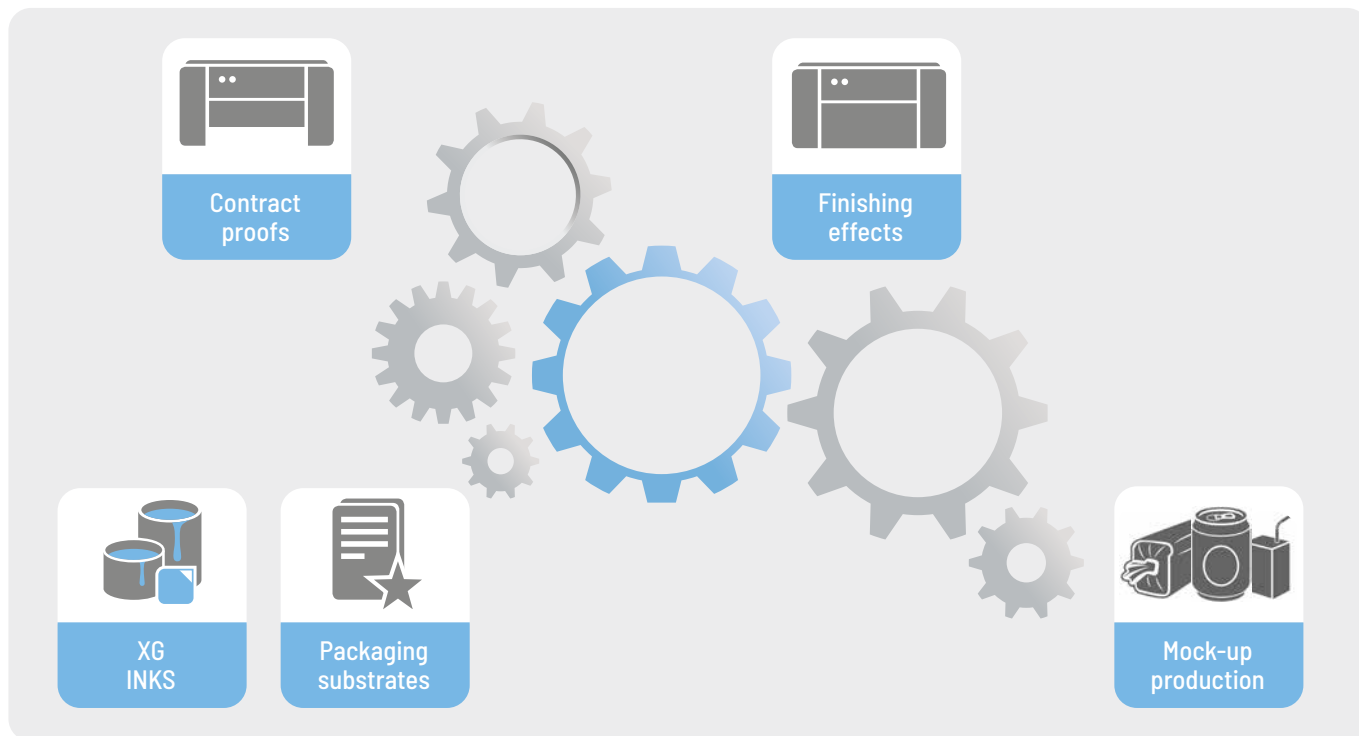 Contract
proofs
Finishing
effects
XG
INKS
Packaging
substrates
Mock-up
production